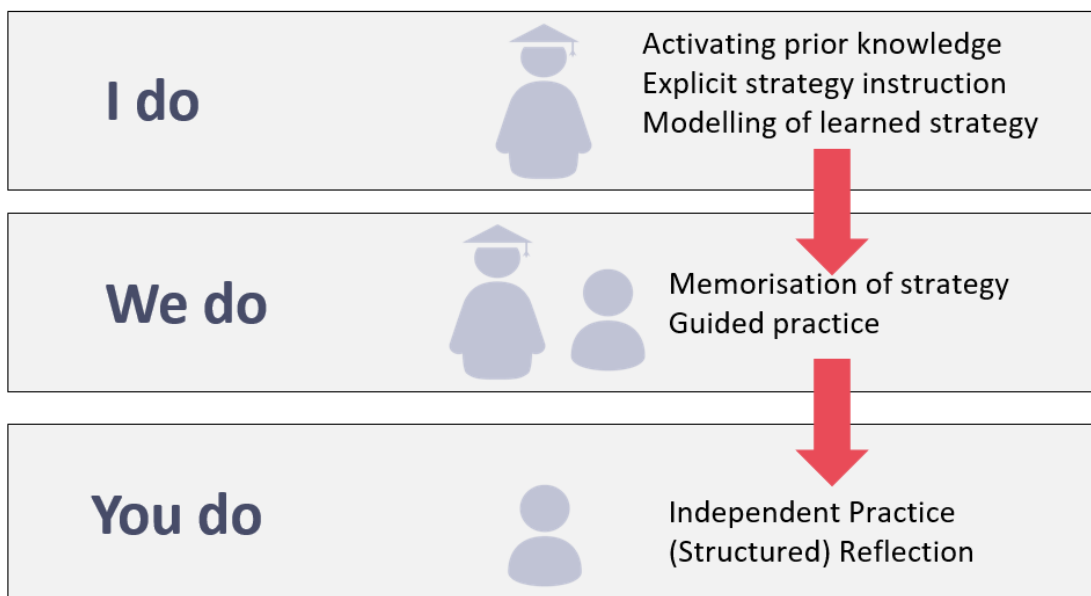 I do
Activating prior knowledge
Explicit strategy instruction
Modelling of learned strategy
We do
Memorisation of strategy
Guided practice
You do
Independent Practice
(Structured) Reflection